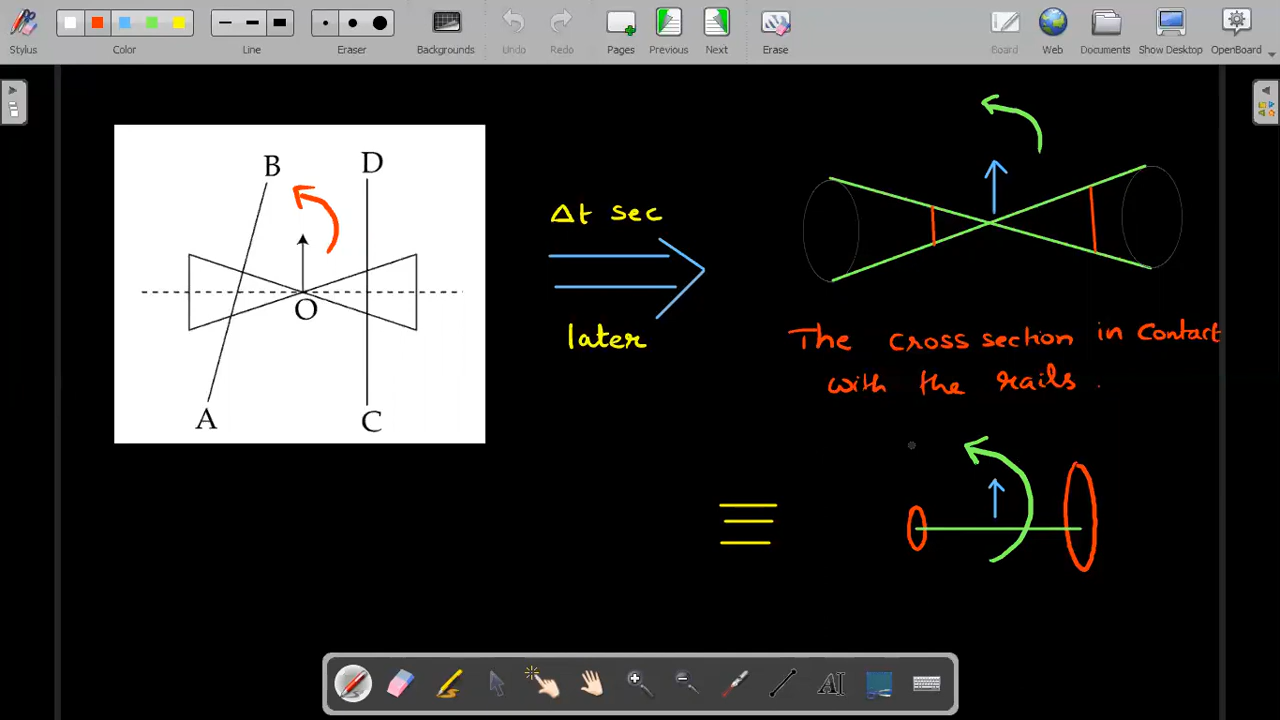 Stylus
Color
Line
Eraser
Backgrounds
Undo
Redo
Pages
Previous
Next
Erase
Board
Web
Documents
Show Desktop
OpenBoard
B
D
O
A
C
Δt sec
later
The cross section in Contact
with the rails .
AI